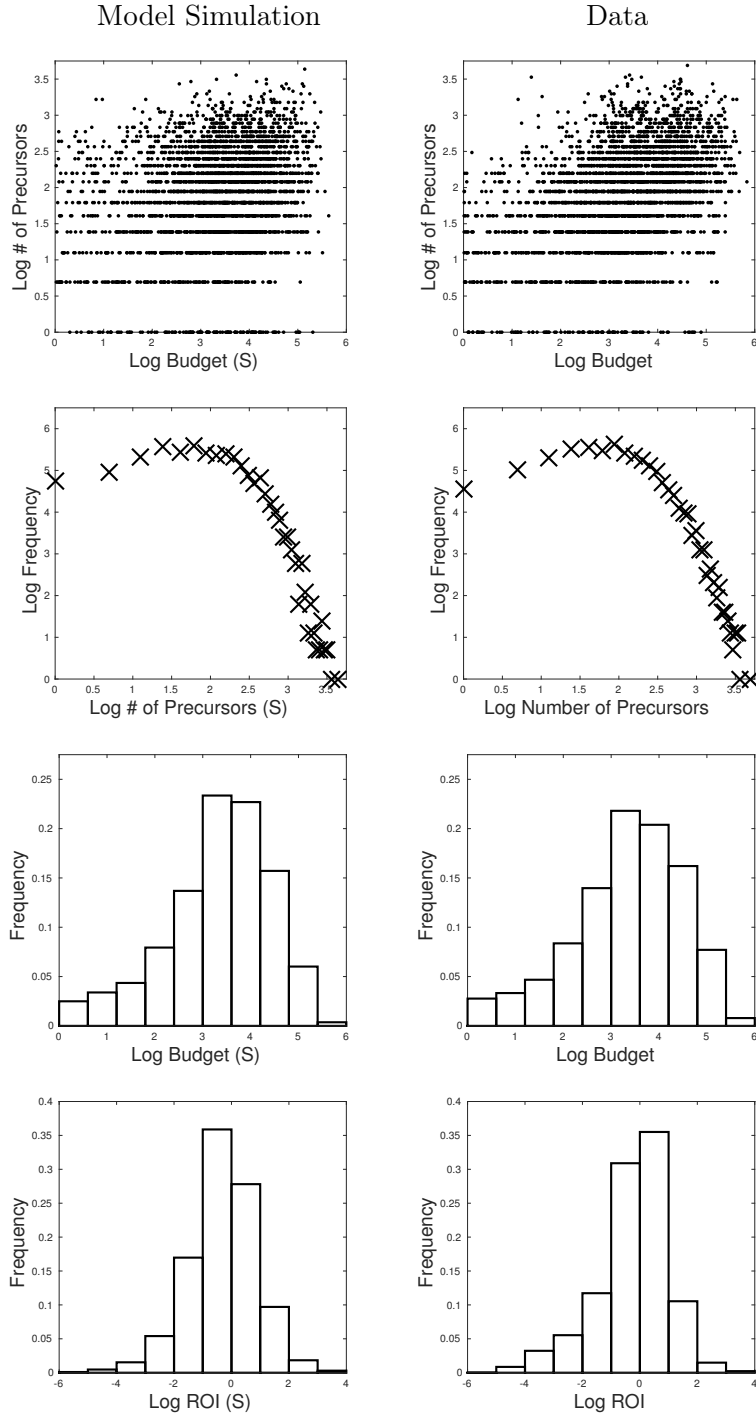 Model Simulation
Data
Log # of Precursors
3.5
3
2.5
2
1.5
1
0.5
0
0 1 2 3 4 5 6
Log Budget (S)
Log # of Precursors
3.5
3
2.5
2
1.5
1
0.5
0
0 1 2 3 4 5 6
Log Budget
Log Frequency
6
5
4
3
2
1
0
0 0.5 1 1.5 2 2.5 3 3.5
Log # of Precursors (S)
Log Frequency
6
5
4
3
2
1
0
0 0.5 1 1.5 2 2.5 3 3.5
Log Number of Precursors
Frequency
0.25
0.2
0.15
0.1
0.05
0
0 1 2 3 4 5 6
Log Budget (S)
Frequency
0.25
0.2
0.15
0.1
0.05
0
0 1 2 3 4 5 6
Log Budget
Frequency
0.4
0.35
0.3
0.25
0.2
0.15
0.1
0.05
0
-6 -4 -2 0 2 4
Log ROI (S)
Frequency
0.4
0.35
0.3
0.25
0.2
0.15
0.1
0.05
0
-6 -4 -2 0 2 4
Log ROI